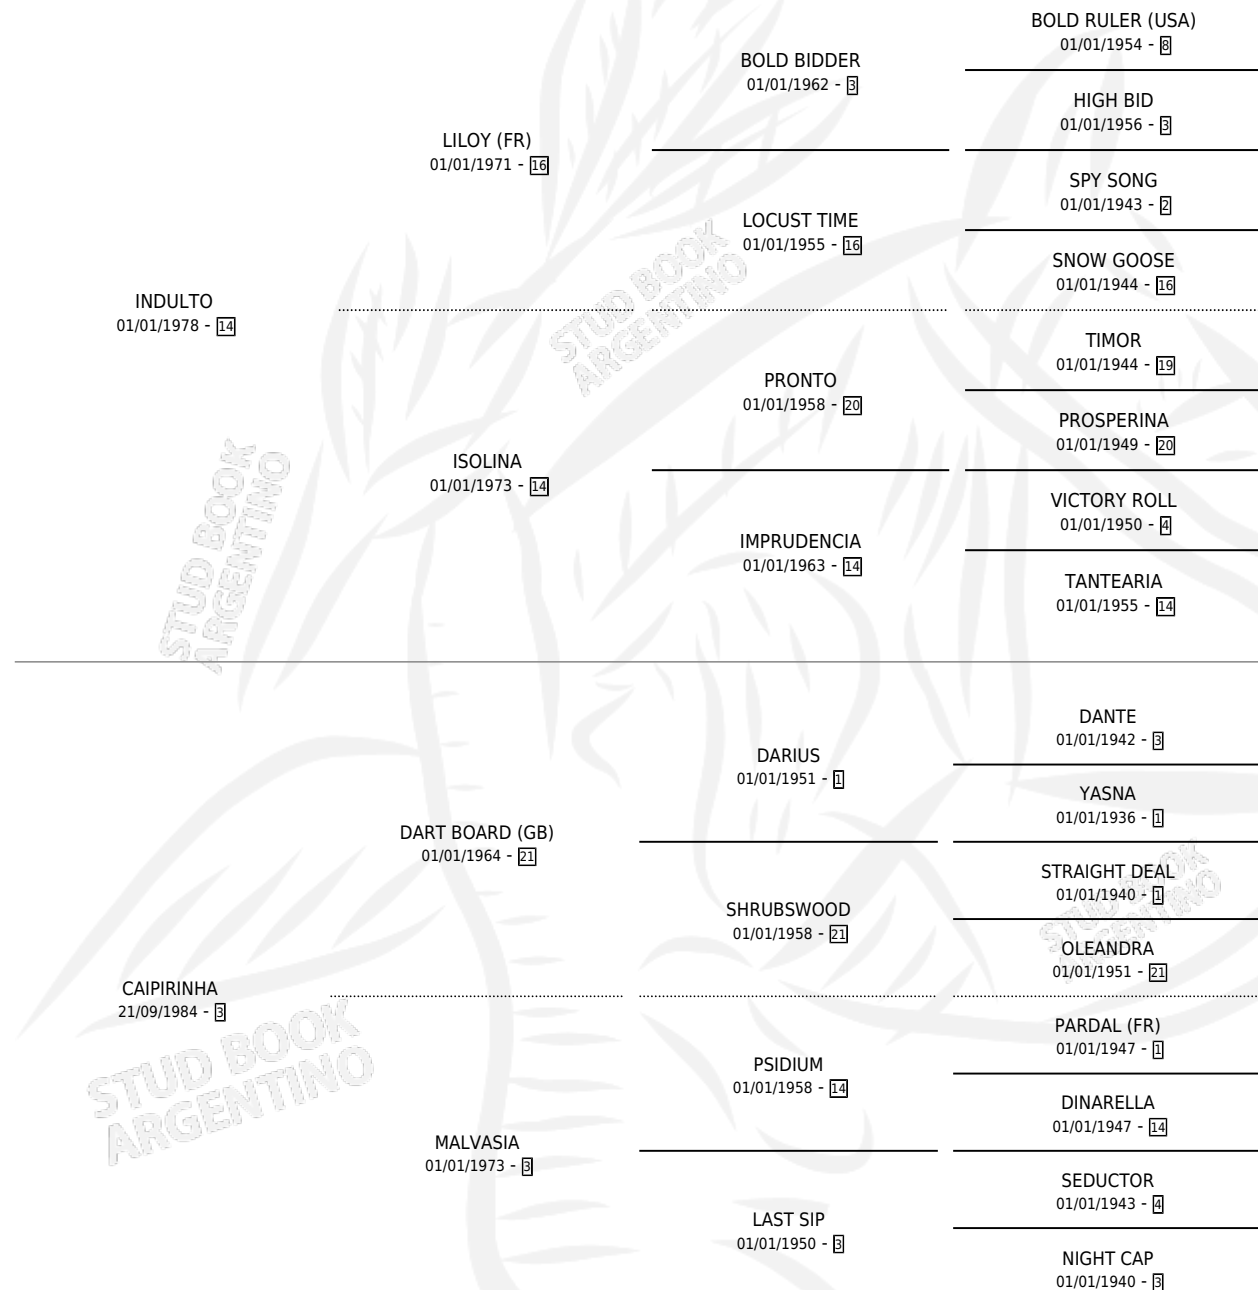 INDULTO
01/01/1978 - 14
LILOY (FR)
01/01/1971 - 16
ISOLINA
01/01/1973 - 14
BOLD BIDDER
01/01/1962 - 3
LOCUST TIME
01/01/1955 - 16
PRONTO
01/01/1958 - 20
IMPRUDENCIA
01/01/1963 - 14
BOLD RULER (USA)
01/01/1954 - 8
HIGH BID
01/01/1956 - 3
SPY SONG
01/01/1943 - 2
SNOW GOOSE
01/01/1944 - 16
TIMOR
01/01/1944 - 19
PROSPERINA
01/01/1949 - 20
VICTORY ROLL
01/01/1950 - 4
TANTEARIA
01/01/1955 - 14
CAIPIRINHA
21/09/1984 - 3
DART BOARD (GB)
01/01/1964 - 21
MALVASIA
01/01/1973 - 3
DARIUS
01/01/1951 - 1
SHRUBSWOOD
01/01/1958 - 21
PSIDIUM
01/01/1958 - 14
LAST SIP
01/01/1950 - 3
DANTE
01/01/1942 - 3
YASNA
01/01/1936 - 1
STRAIGHT DEAL
01/01/1940 - 1
OLEANDRA
01/01/1951 - 21
PARDAL (FR)
01/01/1947 - 1
DINARELLA
01/01/1947 - 14
SEDUCTOR
01/01/1943 - 4
NIGHT CAP
01/01/1940 - 3
STUD BOOK
ARGENTINO
STUD BOOK
ARGENTINO
STUD BOOK
ARGENTINO
STUD BOOK
ARGENTINO